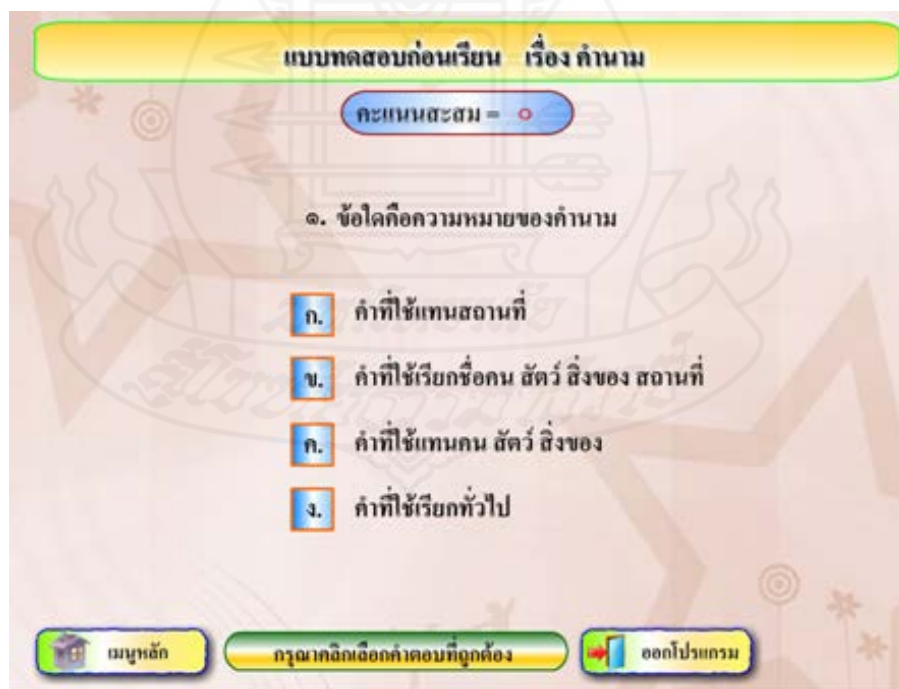 แบบทดสอบก่อนเรียน เรื่อง คำนาม
คะแนนสะสม = ๐
๑. ข้อใดคือความหมายของคำนาม
ก. คำที่ใช้แทนสถานที่
ข. คำที่ใช้เรียกชื่อคน สัตว์ สิ่งของ สถานที่
ค. คำที่ใช้แทนคน สัตว์ สิ่งของ
ง. คำที่ใช้เรียกทั่วไป
เมนูหลัก
กรุณาคลิกเลือกคำตอบที่ถูกต้อง
ออกโปรแกรม